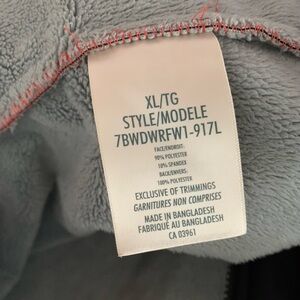 XL/TG
STYLE/MODELE
7BWDWRFW1-917L
FACE/ENDROIT:
90% POLYESTER
10% SPANDEX
BACK/ENVERS:
100% POLYESTER
EXCLUSIVE OF TRIMMINGS
GARNITURES NON COMPRISES
MADE IN BANGLADESH
FABRIQUÉ AU BANGLADESH
CA 03961